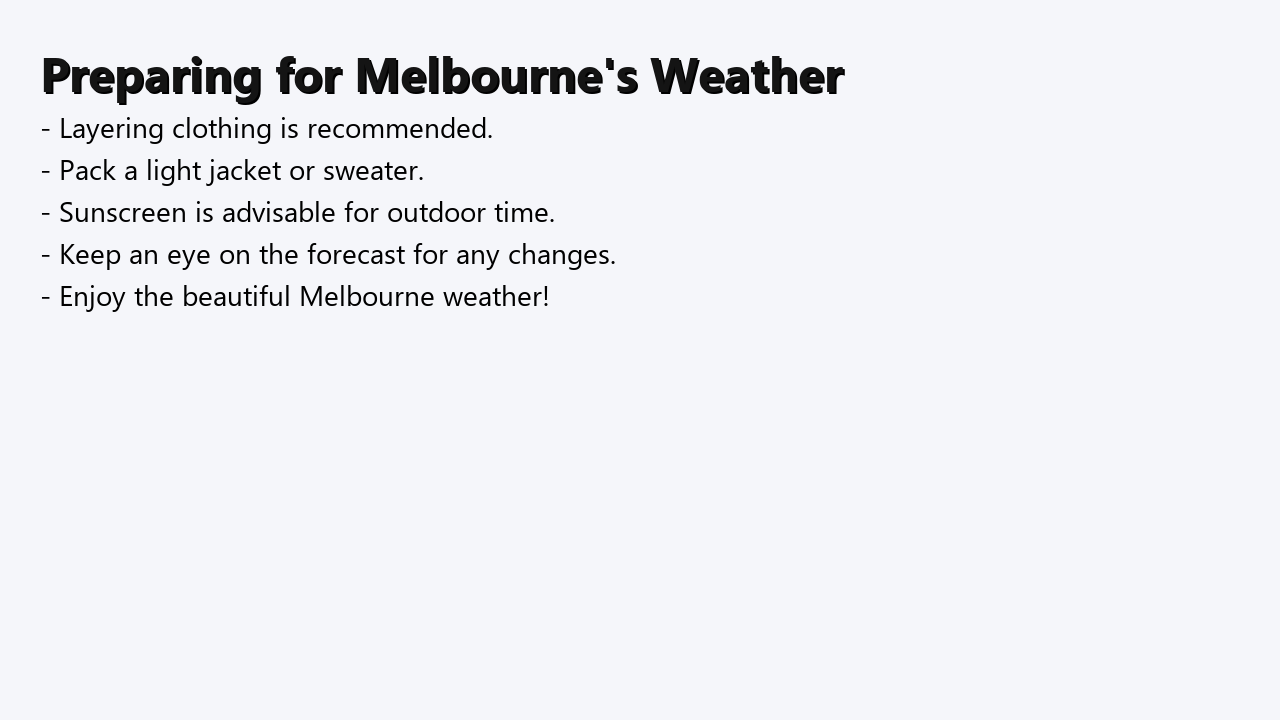 Preparing for Melbourne's Weather
- Layering clothing is recommended.
- Pack a light jacket or sweater.
- Sunscreen is advisable for outdoor time.
- Keep an eye on the forecast for any changes.
- Enjoy the beautiful Melbourne weather!